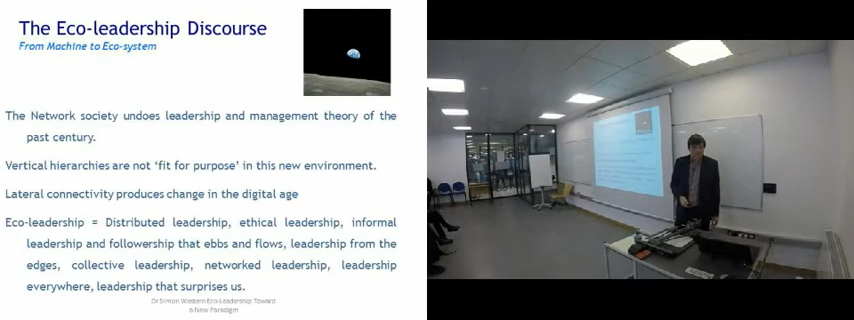 The Eco-leadership Discourse
From Machine to Eco-system
The Network society undoes leadership and management theory of the
past century.
Vertical hierarchies are not ‘fit for purpose’ in this new environment.
Lateral connectivity produces change in the digital age
Eco-leadership = Distributed leadership, ethical leadership, informal
leadership and followership that ebbs and flows, leadership from the
edges, collective leadership, networked leadership, leadership
everywhere, leadership that surprises us.
Dr Simon Western Eco-Leadership Toward
a New Paradigm